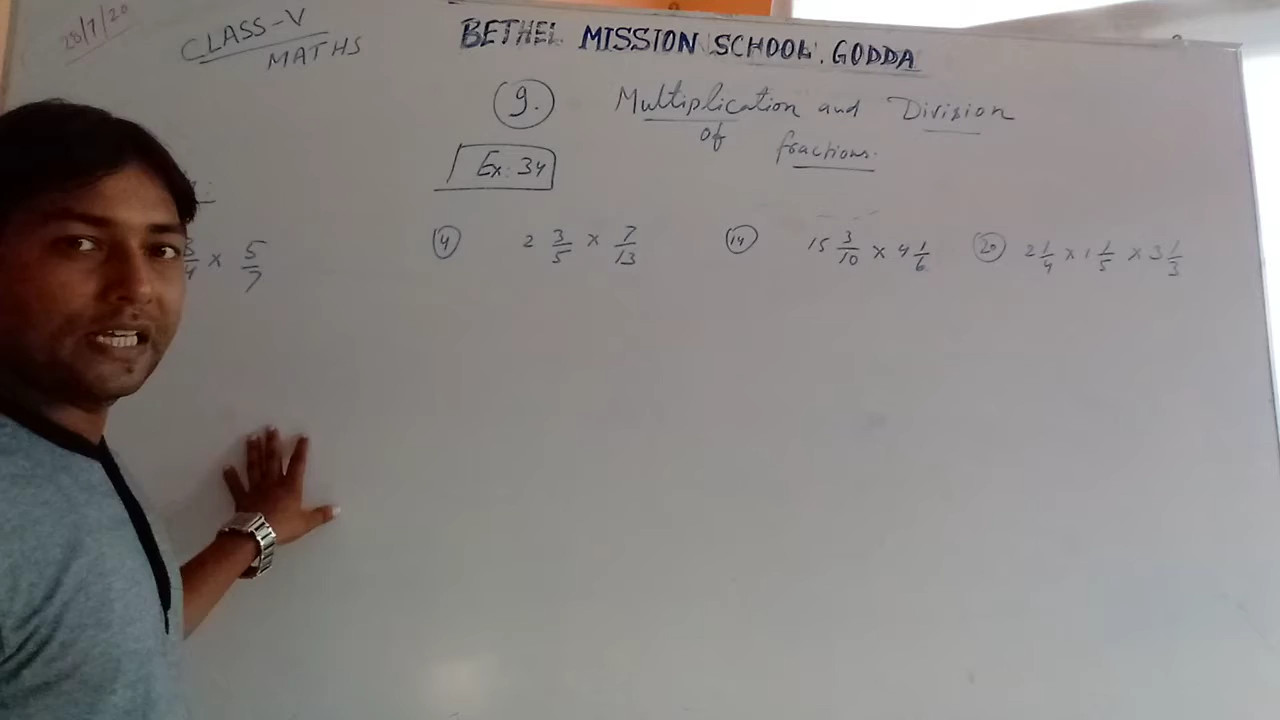 28/7/20
CLASS-V
MATHS
BETHEL MISSION SCHOOL. GODDA
9. Multiplication and Division
of fractions.
Ex: 34
3/4 × 5/7
4 2 3/5 × 7/13
14 15 3/10 × 4 1/6
20 2 1/4 × 1 1/5 × 3 1/3